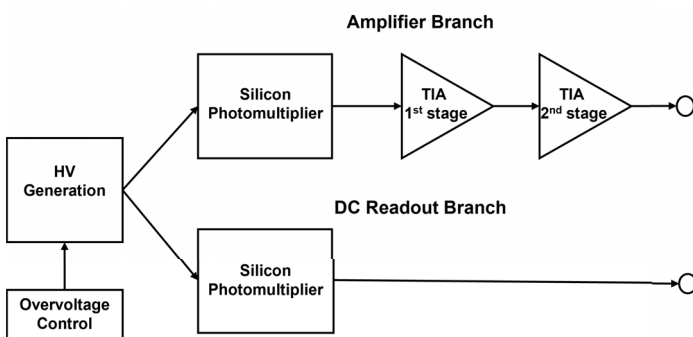 Amplifier Branch
Silicon
Photomultiplier
TIA
1st stage
TIA
2nd stage
HV
Generation
DC Readout Branch
Silicon
Photomultiplier
Overvoltage
Control